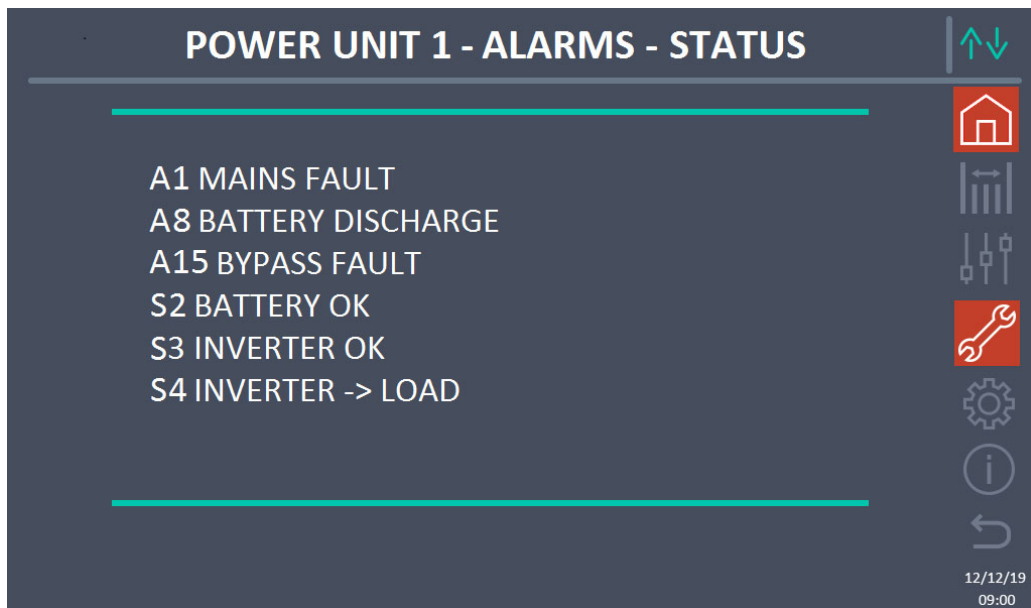 POWER UNIT 1 - ALARMS - STATUS
A1 MAINS FAULT
A8 BATTERY DISCHARGE
A15 BYPASS FAULT
S2 BATTERY OK
S3 INVERTER OK
S4 INVERTER -> LOAD
12/12/19
09:00